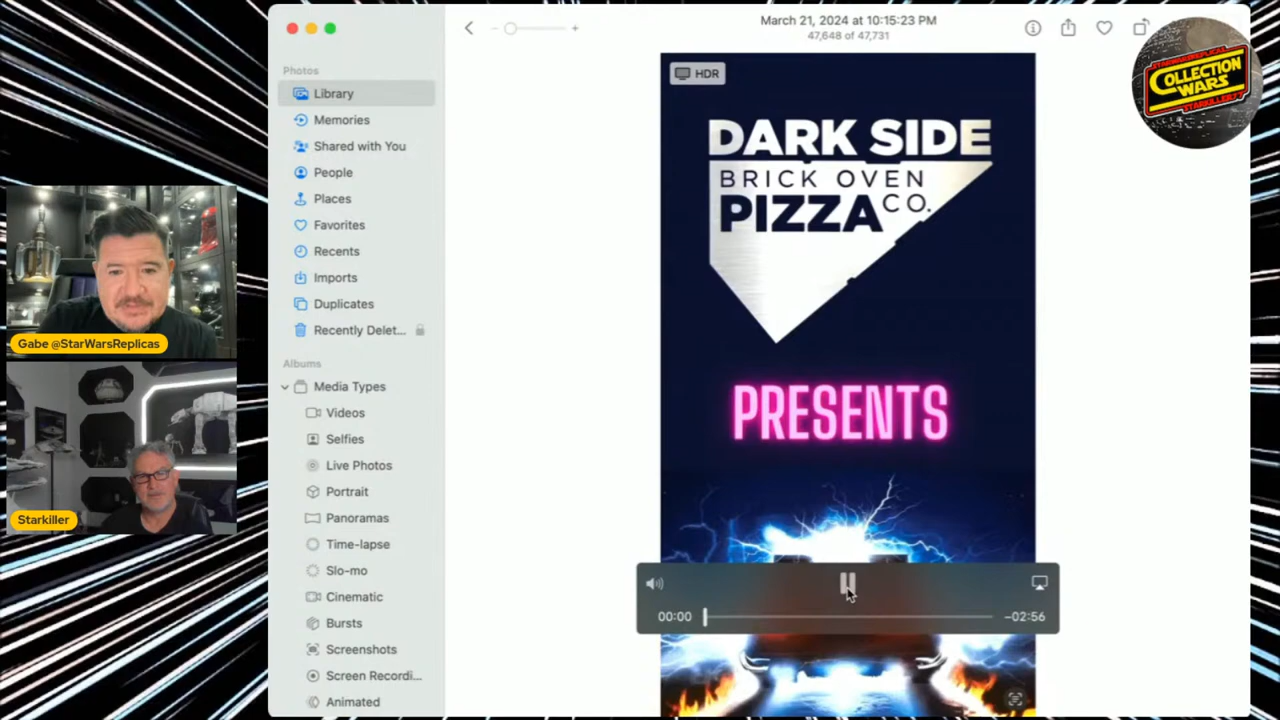 March 21, 2024 at 10:15:23 PM
47,648 of 47,731
Photos
Library
Memories
Shared with You
People
Places
Favorites
Recents
Imports
Duplicates
Recently Delet...
Albums
Media Types
Videos
Selfies
Live Photos
Portrait
Panoramas
Time-lapse
Slo-mo
Cinematic
Bursts
Screenshots
Screen Recordi...
Animated
HDR
DARK SIDE
BRICK OVEN
PIZZA CO.
PRESENTS
00:00
-02:56
Gabe @StarWarsReplicas
Starkiller
STARWARSREPLICAS
COLLECTION
WARS
STARKILLER77